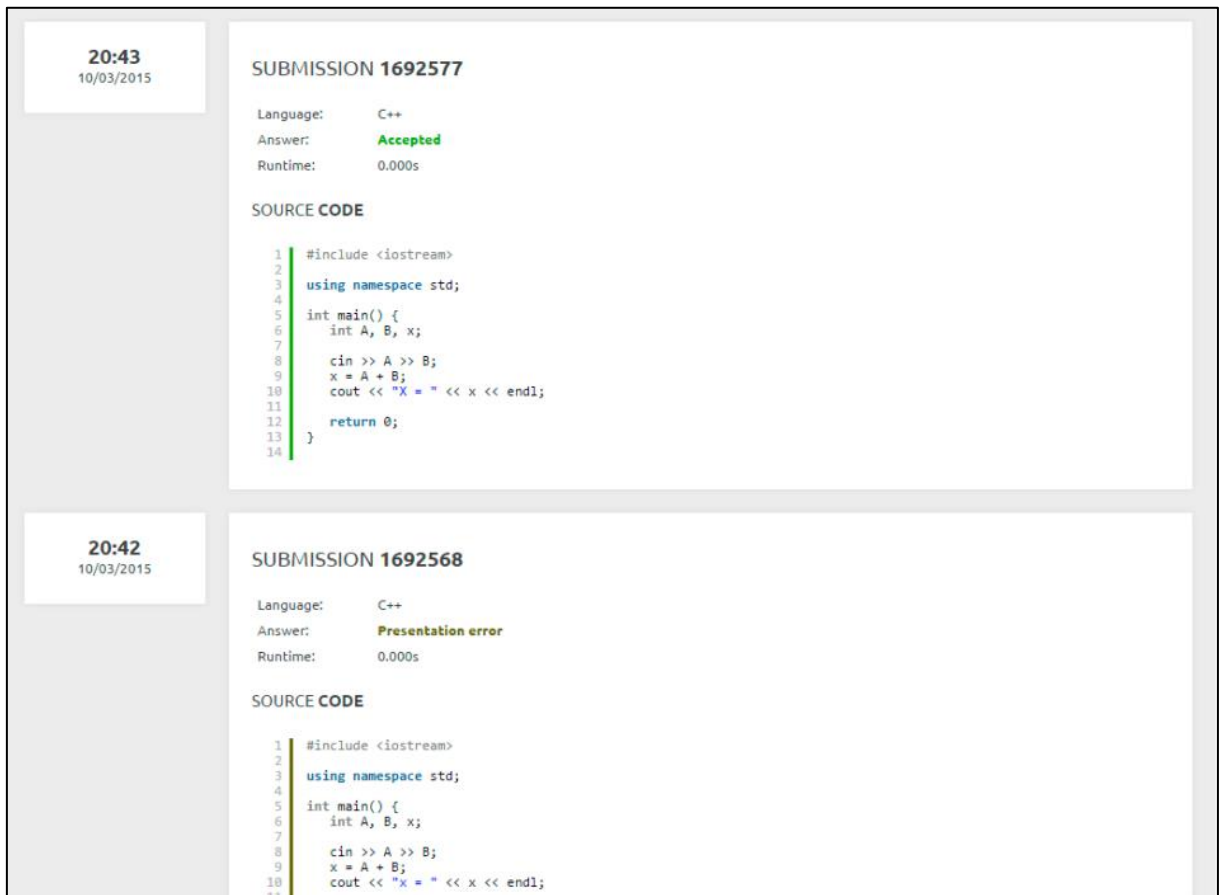 20:43
10/03/2015
SUBMISSION 1692577
Language: C++
Answer: Accepted
Runtime: 0.000s
SOURCE CODE
1 #include <iostream>
2
3 using namespace std;
4
5 int main() {
6 int A, B, x;
7
8 cin >> A >> B;
9 x = A + B;
10 cout << "X = " << x << endl;
11
12 return 0;
13 }
14
20:42
10/03/2015
SUBMISSION 1692568
Language: C++
Answer: Presentation error
Runtime: 0.000s
SOURCE CODE
1 #include <iostream>
2
3 using namespace std;
4
5 int main() {
6 int A, B, x;
7
8 cin >> A >> B;
9 x = A + B;
10 cout << "x = " << x << endl;
11